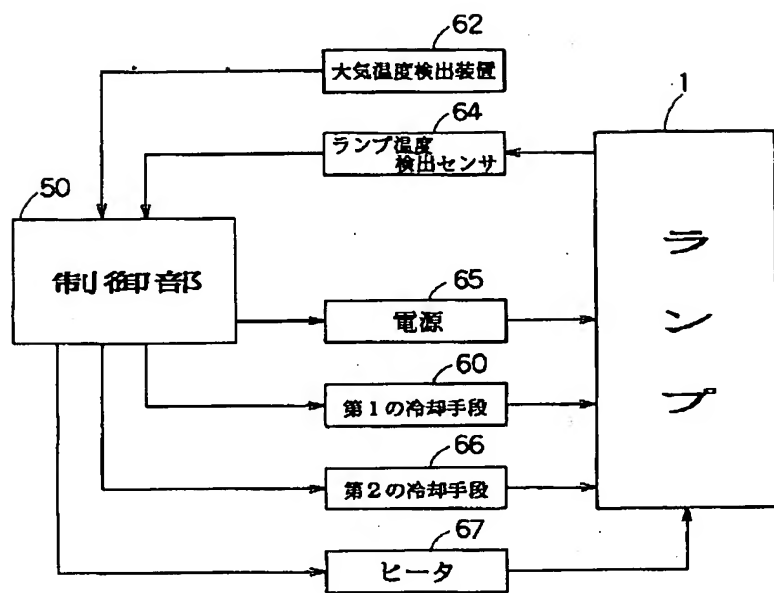 62
大気温度検出装置
1
64
ランプ温度
検出センサ
50
制御部
ランプ
65
電源
60
第1の冷却手段
66
第2の冷却手段
67
ヒータ